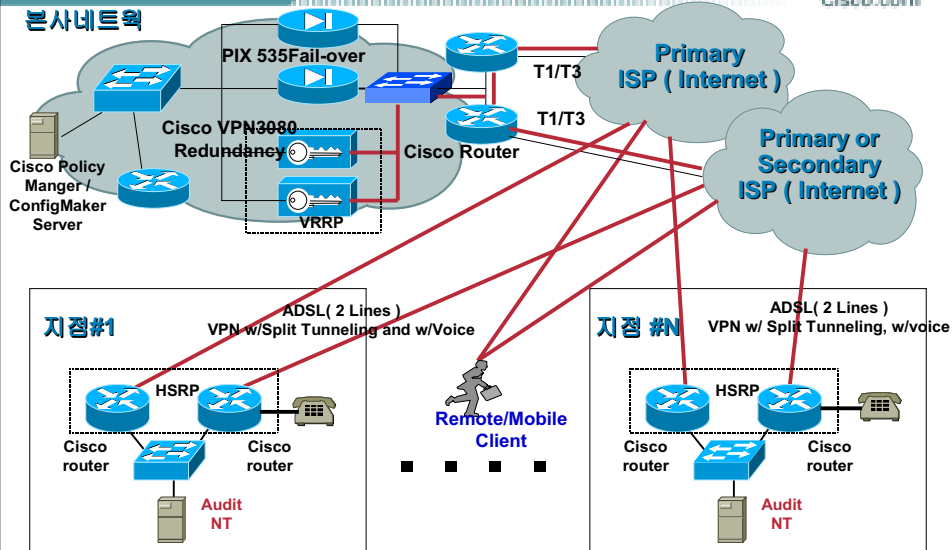 Cisco.com
본사네트웍
PIX 535Fail-over
Cisco VPN3080
Redundancy
VRRP
Cisco Router
Cisco Policy
Manger /
ConfigMaker
Server
T1/T3
T1/T3
Primary
ISP ( Internet )
Primary or
Secondary
ISP ( Internet )
지점#1
ADSL( 2 Lines )
VPN w/Split Tunneling and w/Voice
HSRP
Cisco
router
Cisco
router
Audit
NT
Remote/Mobile
Client
지점 #N
ADSL( 2 Lines )
VPN w/ Split Tunneling, w/voice
HSRP
Cisco
router
Cisco
router
Audit
NT